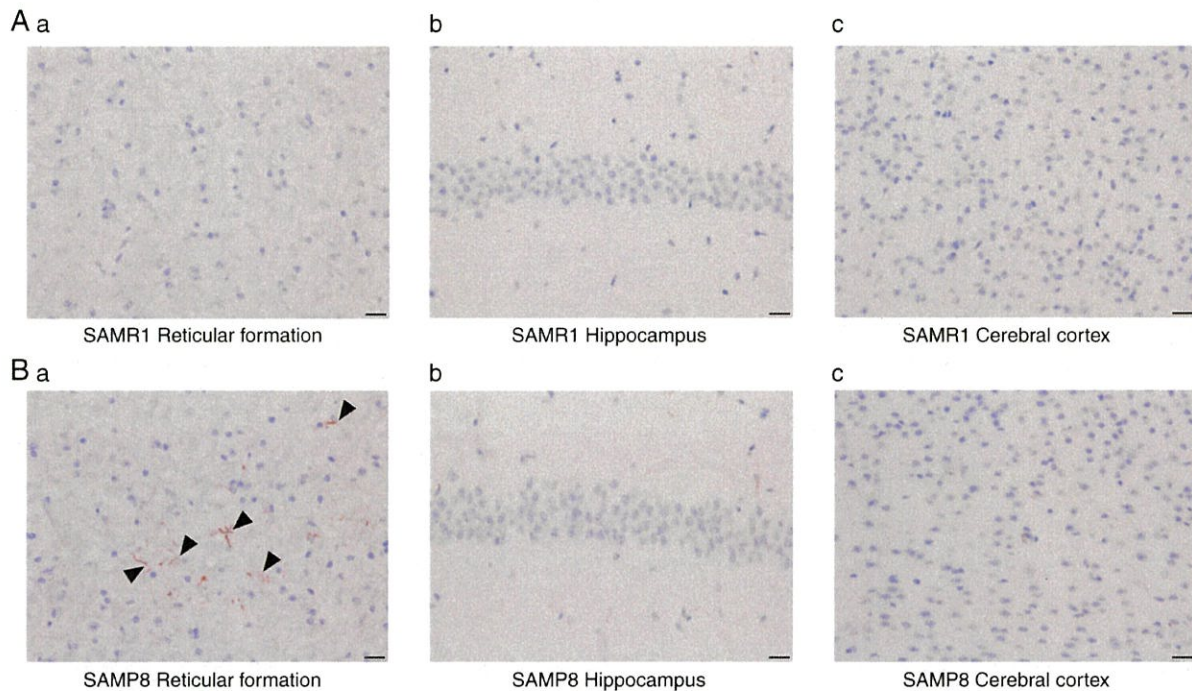 A a
b
c
SAMR1 Reticular formation
SAMR1 Hippocampus
SAMR1 Cerebral cortex
B a
b
c
SAMP8 Reticular formation
SAMP8 Hippocampus
SAMP8 Cerebral cortex